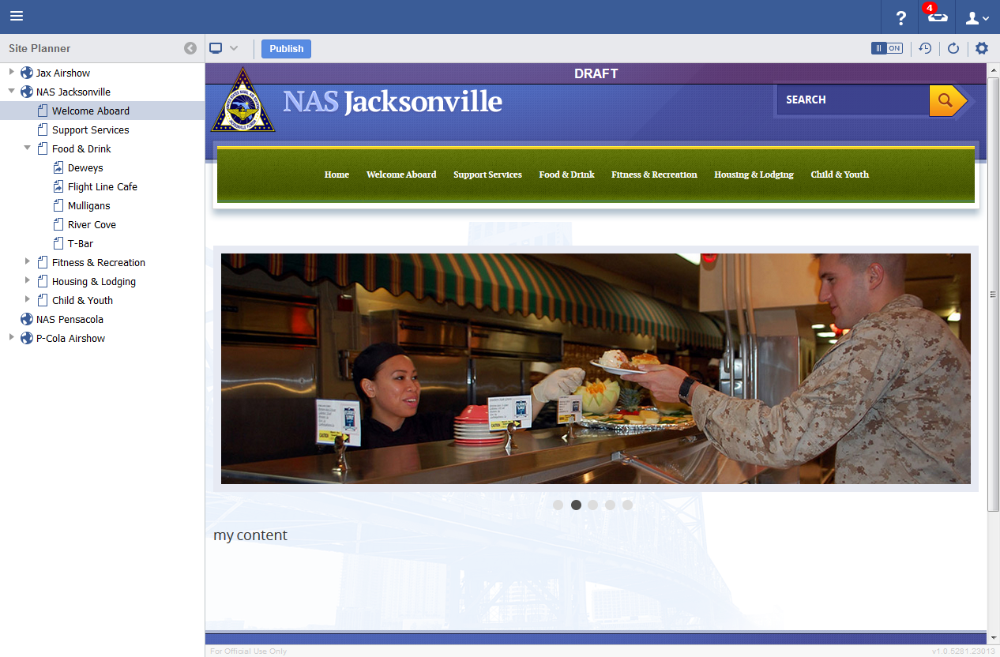 4
Site Planner
Publish
ON
Jax Airshow
NAS Jacksonville
Welcome Aboard
Support Services
Food & Drink
Deweys
Flight Line Cafe
Mulligans
River Cove
T-Bar
Fitness & Recreation
Housing & Lodging
Child & Youth
NAS Pensacola
P-Cola Airshow
DRAFT
NAS Jacksonville
SEARCH
Home Welcome Aboard Support Services Food & Drink Fitness & Recreation Housing & Lodging Child & Youth
my content
For Official Use Only
v1.0.5281.23013